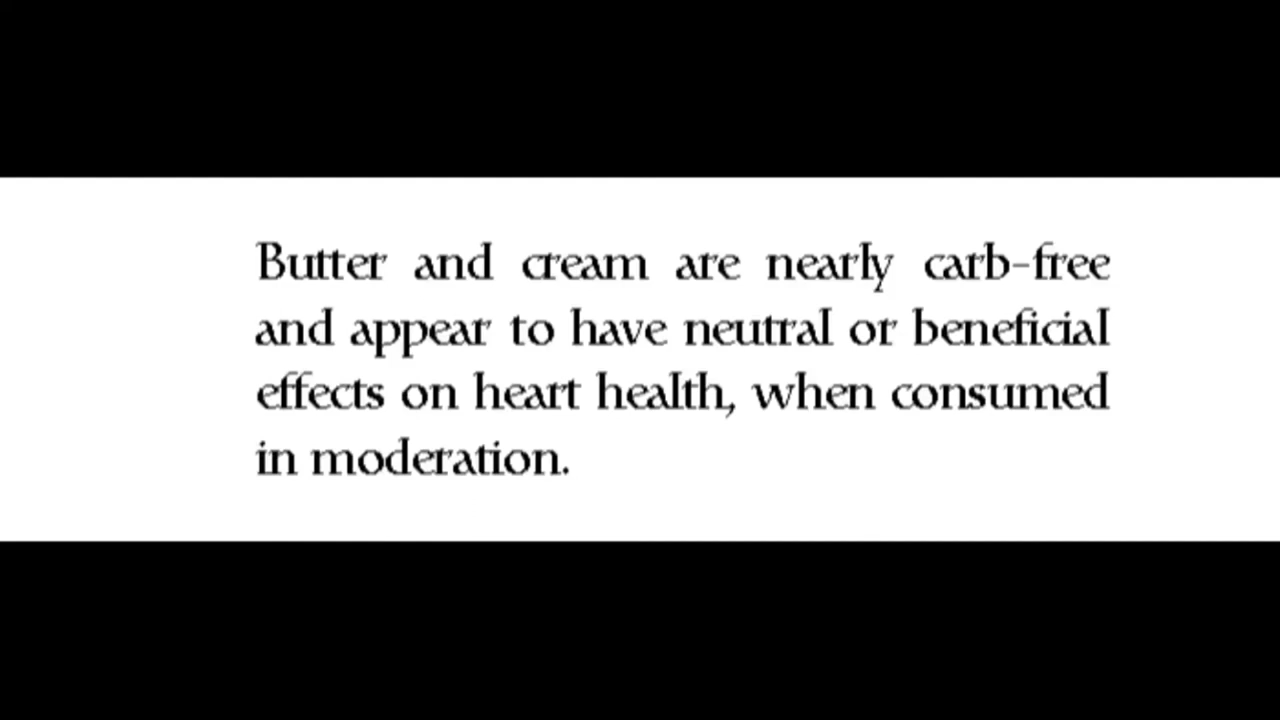 Butter and cream are nearly carb-free
and appear to have neutral or beneficial
effects on heart health, when consumed
in moderation.